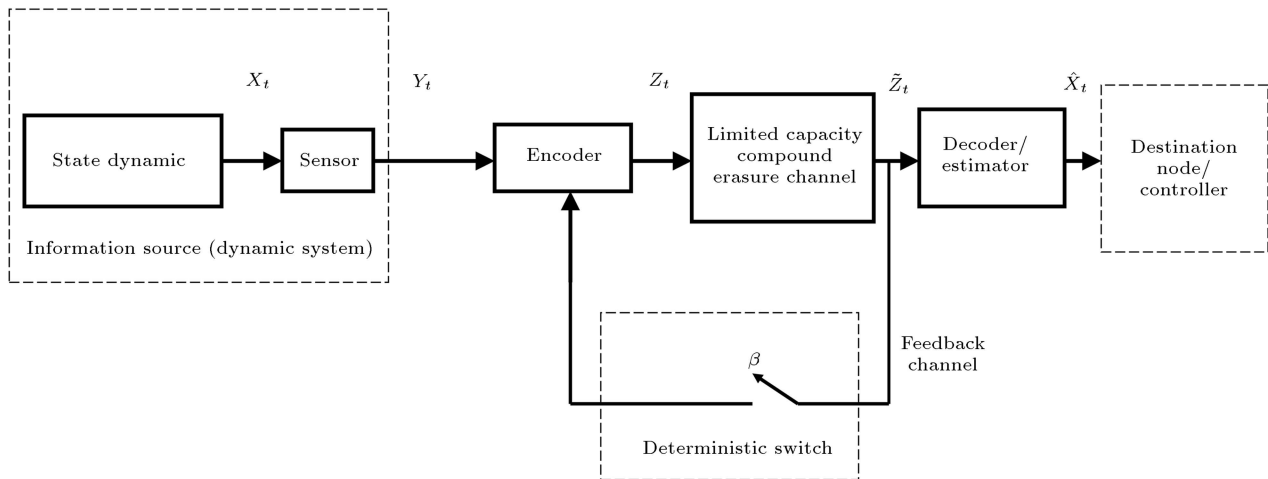 X_t
Y_t
Z_t
Z̃_t
X̂_t
State dynamic
Sensor
Encoder
Limited capacity
compound
erasure channel
Decoder/
estimator
Destination
node/
controller
Information source (dynamic system)
β
Feedback
channel
Deterministic switch